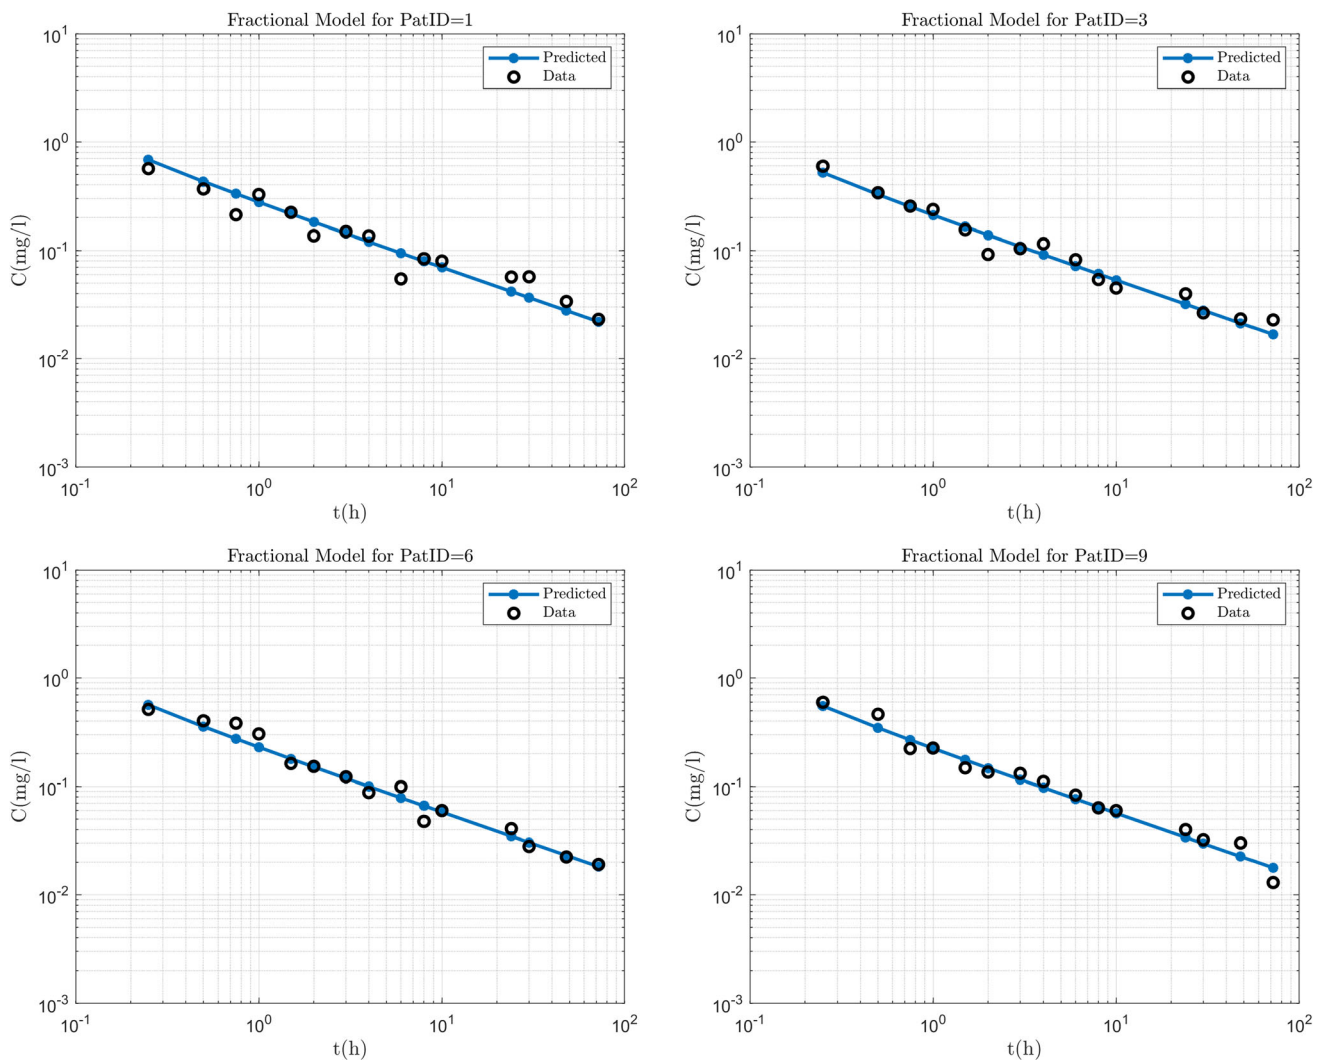 Fractional Model for PatID=1
10^1
10^0
10^-1
10^-2
10^-3
C(mg/l)
Predicted
Data
10^-1
10^0
10^1
10^2
t(h)
Fractional Model for PatID=3
10^1
10^0
10^-1
10^-2
10^-3
C(mg/l)
Predicted
Data
10^-1
10^0
10^1
10^2
t(h)
Fractional Model for PatID=6
10^1
10^0
10^-1
10^-2
10^-3
C(mg/l)
Predicted
Data
10^-1
10^0
10^1
10^2
t(h)
Fractional Model for PatID=9
10^1
10^0
10^-1
10^-2
10^-3
C(mg/l)
Predicted
Data
10^-1
10^0
10^1
10^2
t(h)